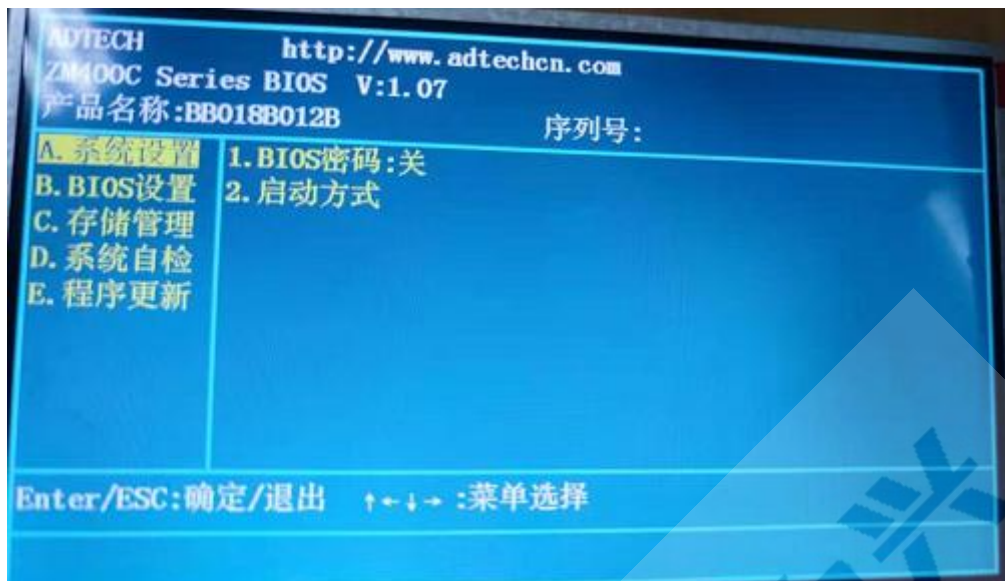 ADTECH http://www.adtechcn.com
ZM400C Series BIOS V:1.07
产品名称:BB018B012B 序列号:
A.系统设置 1.BIOS密码:关
B.BIOS设置 2.启动方式
C.存储管理
D.系统自检
E.程序更新
Enter/ESC:确定/退出 ↑←↓→ :菜单选择